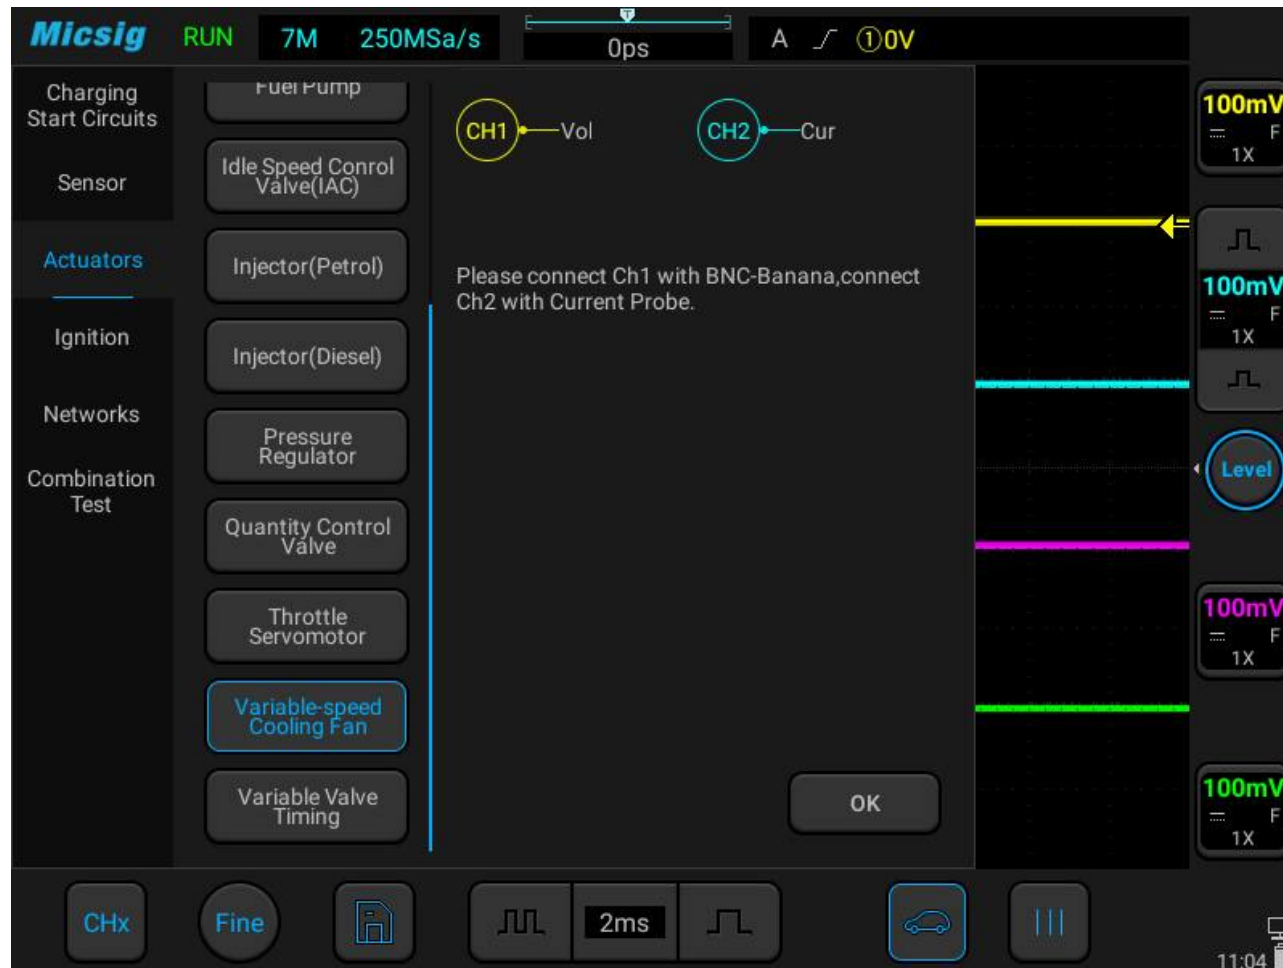 Micsig RUN 7M 250MSa/s T 0ps A 1 0V
Charging
Start Circuits
Sensor
Actuators
Ignition
Networks
Combination
Test
Fuel Pump
Idle Speed Conrol
Valve(IAC)
Injector(Petrol)
Injector(Diesel)
Pressure
Regulator
Quantity Control
Valve
Throttle
Servomotor
Variable-speed
Cooling Fan
Variable Valve
Timing
CH1 Vol CH2 Cur
Please connect Ch1 with BNC-Banana,connect
Ch2 with Current Probe.
OK
100mV
F
1X
100mV
F
1X
Level
100mV
F
1X
100mV
F
1X
CHx Fine 2ms
11:04